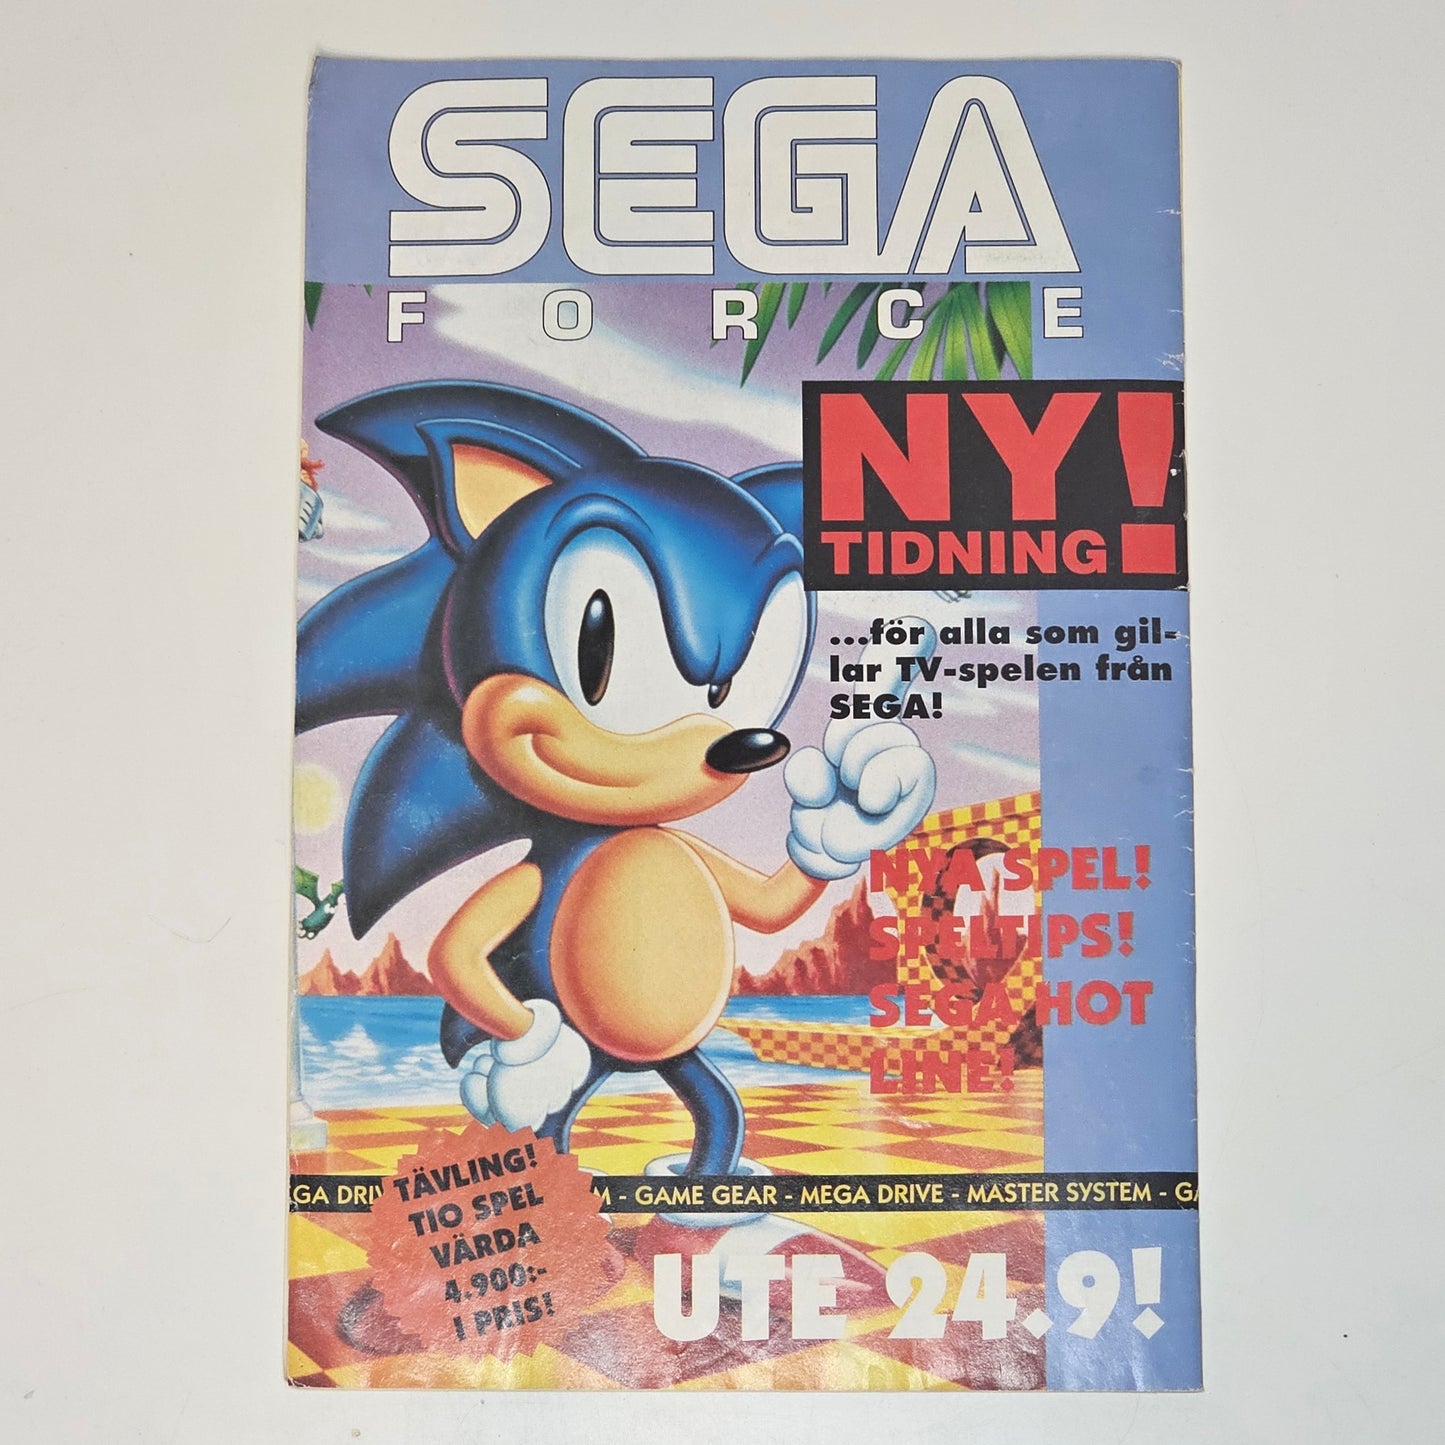 SEGA
FORCE
NY!
TIDNING
...för alla som gil-
lar TV-spelen från
SEGA!
NYA SPEL!
SPELTIPS!
SEGA HOT
LINE!
TÄVLING!
TIO SPEL
VÄRDA
4.900:-
I PRIS!
GA DRIV M - GAME GEAR - MEGA DRIVE - MASTER SYSTEM - GA
UTE 24.9!